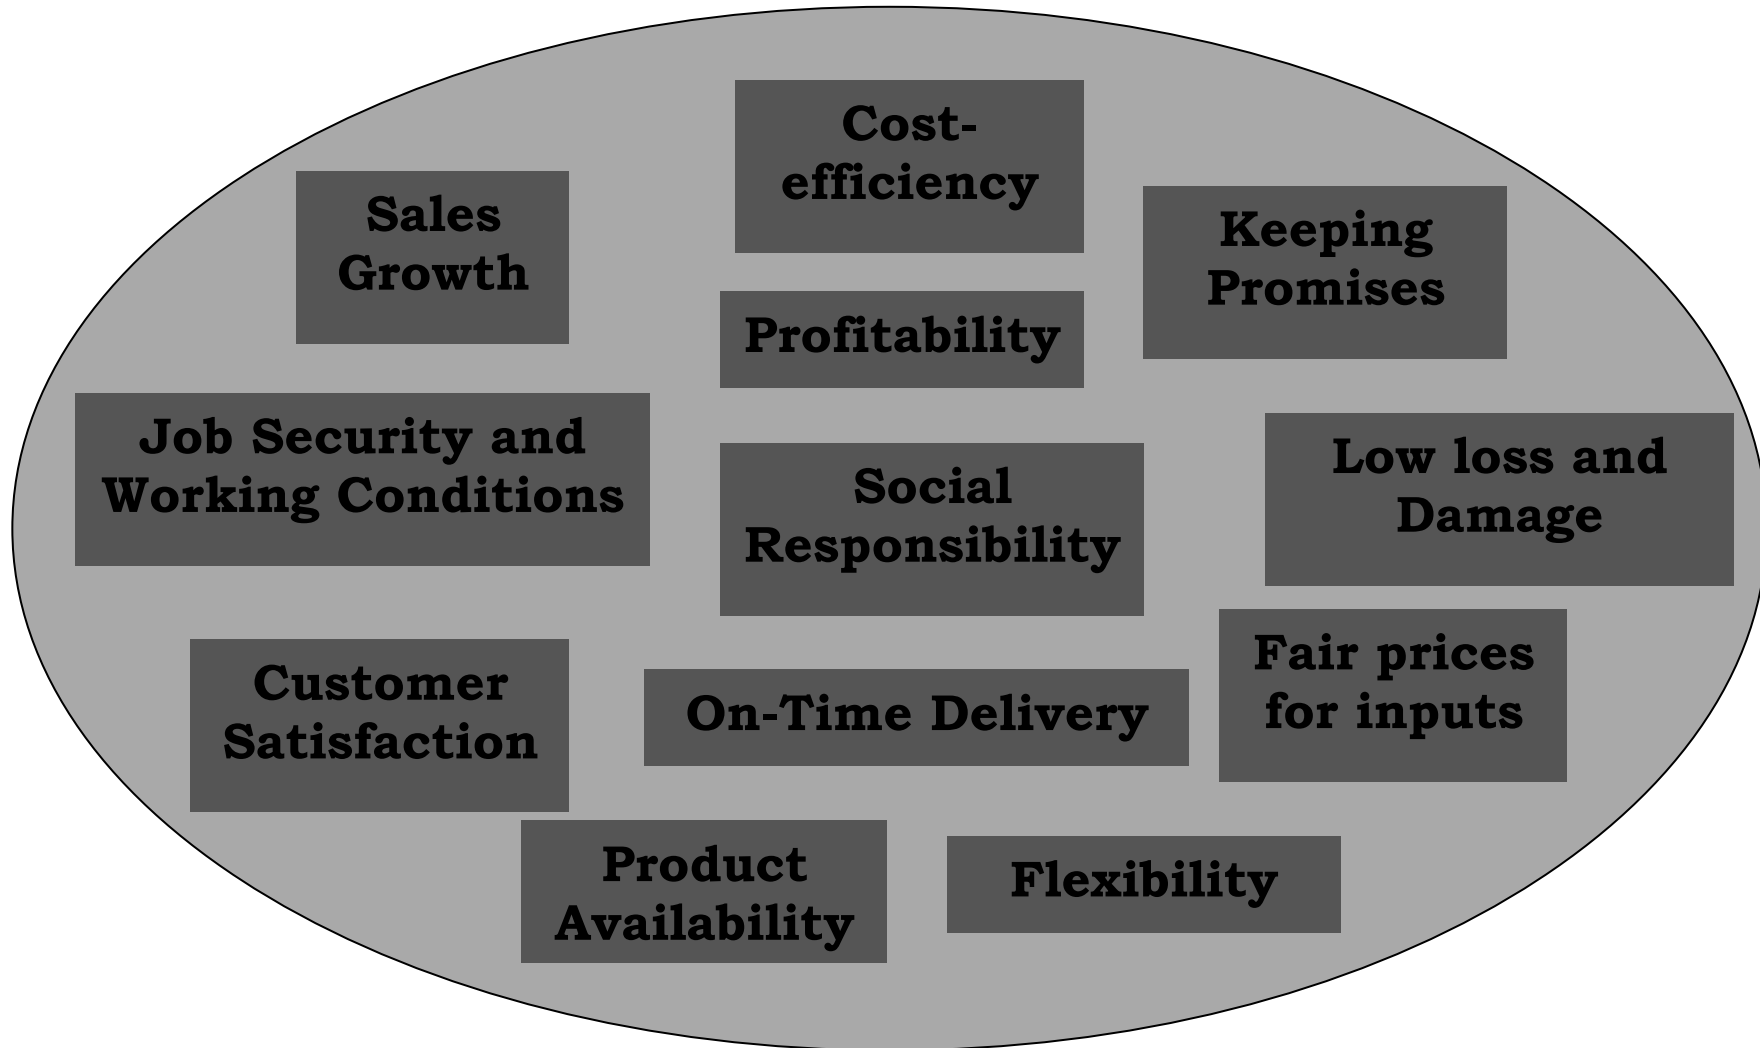 Cost-
efficiency
Sales
Growth
Keeping
Promises
Profitability
Job Security and
Working Conditions
Low loss and
Damage
Social
Responsibility
Fair prices
for inputs
Customer
Satisfaction
On-Time Delivery
Product
Availability
Flexibility